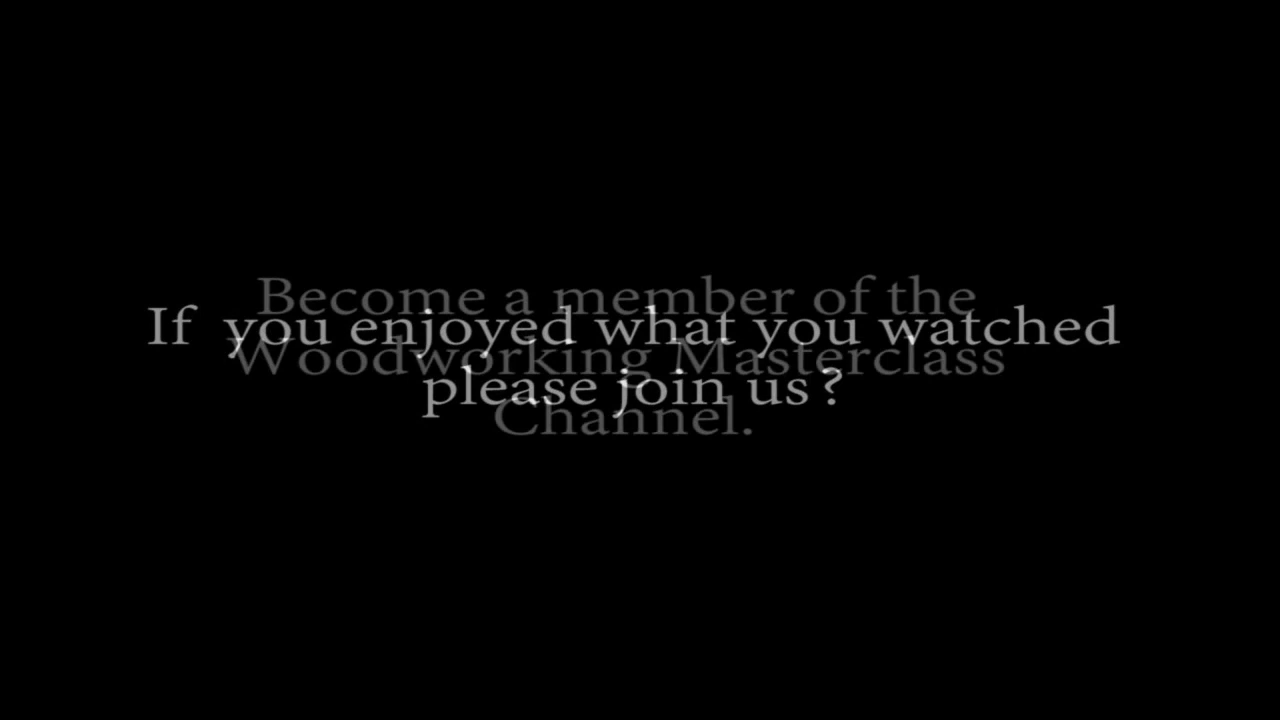 If you enjoyed what you watched
please join us?
Become a member of the
Woodworking Masterclass
Channel.